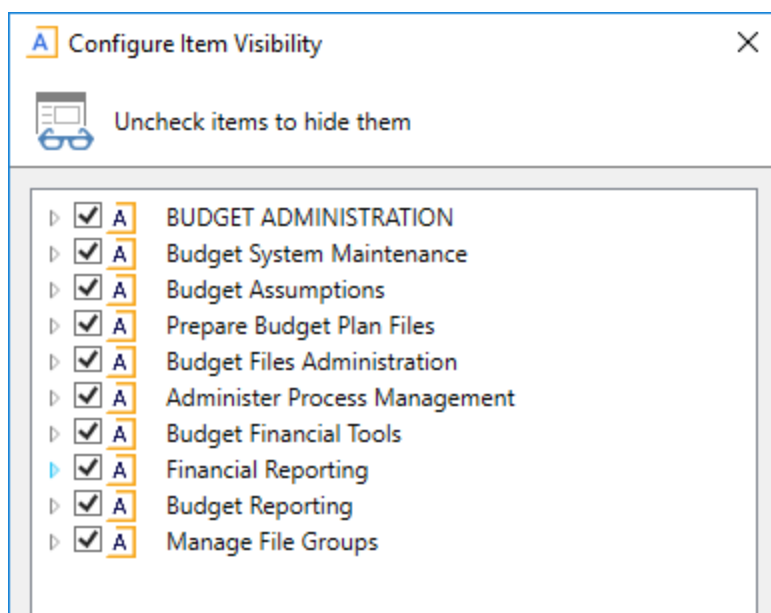 A Configure Item Visibility
Uncheck items to hide them
A BUDGET ADMINISTRATION
A Budget System Maintenance
A Budget Assumptions
A Prepare Budget Plan Files
A Budget Files Administration
A Administer Process Management
A Budget Financial Tools
A Financial Reporting
A Budget Reporting
A Manage File Groups